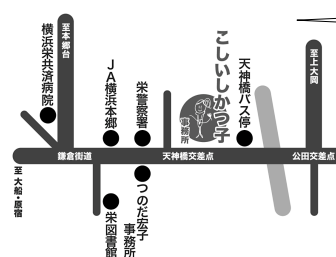 横浜栄共済病院
至本郷台
JA横浜本郷
栄警察署
こしいしかつ子
事務所
天神橋バス停
至上大岡
鎌倉街道
天神橋交差点
公田交差点
至 大船・原宿
栄図書館
つのだ宏子
事務所